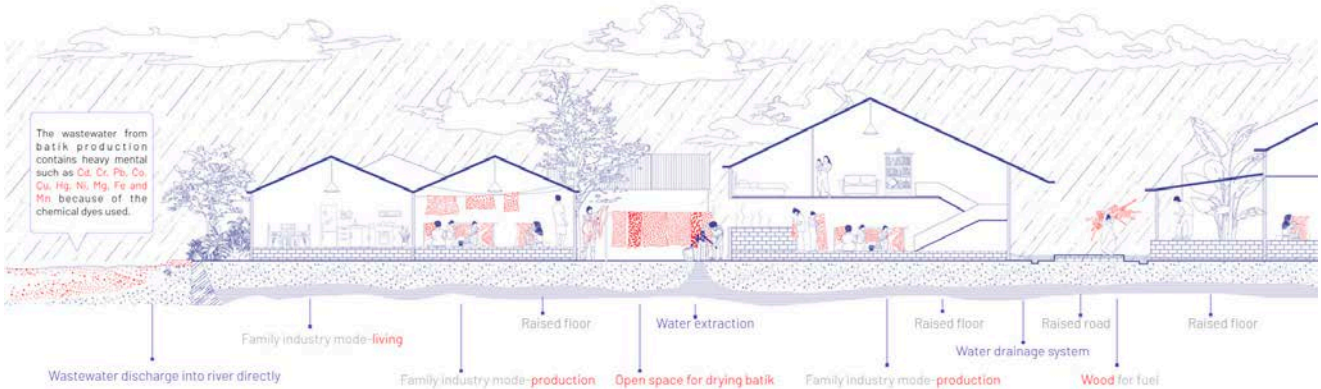 The wastewater from
batik production
contains heavy mental
such as Cd, Cr, Pb, Co,
Cu, Hg, Ni, Mg, Fe and
Mn because of the
chemical dyes used.
Raised floor
Water extraction
Raised floor
Raised road
Raised floor
Family industry mode-living
Water drainage system
Wastewater discharge into river directly
Family industry mode-production
Open space for drying batik
Family industry mode-production
Wood for fuel